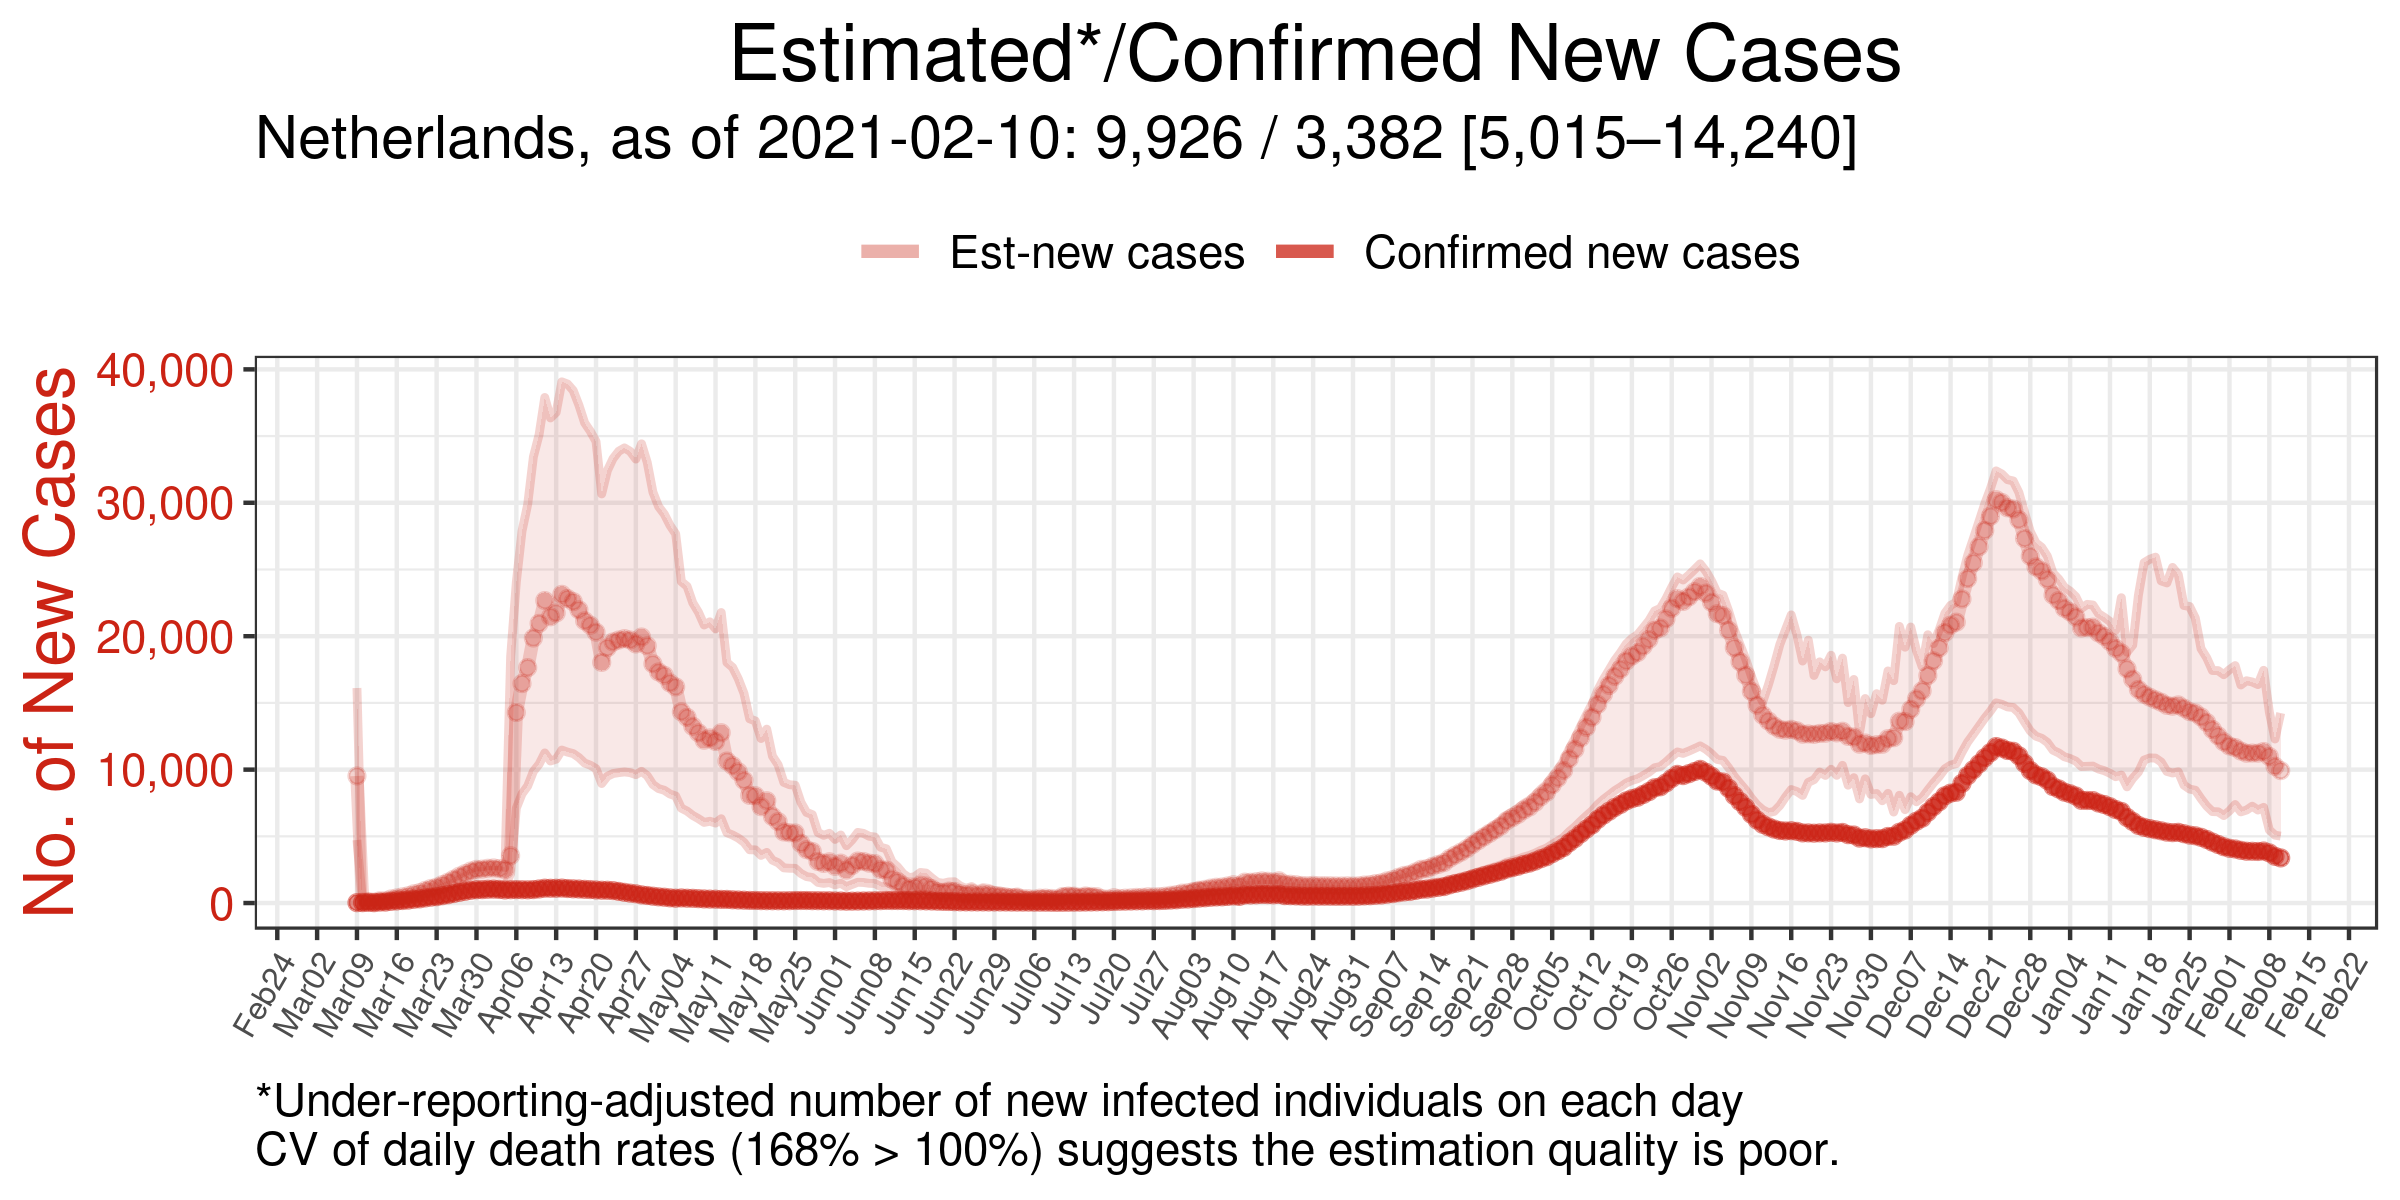 Estimated*/Confirmed New Cases
Netherlands, as of 2021-02-10: 9,926 / 3,382 [5,015–14,240]
Est-new cases Confirmed new cases
No. of New Cases
40,000
30,000
20,000
10,000
0
Feb24 Mar02 Mar09 Mar16 Mar23 Mar30 Apr06 Apr13 Apr20 Apr27 May04 May11 May18 May25 Jun01 Jun08 Jun15 Jun22 Jun29 Jul06 Jul13 Jul20 Jul27 Aug03 Aug10 Aug17 Aug24 Aug31 Sep07 Sep14 Sep21 Sep28 Oct05 Oct12 Oct19 Oct26 Nov02 Nov09 Nov16 Nov23 Nov30 Dec07 Dec14 Dec21 Dec28 Jan04 Jan11 Jan18 Jan25 Feb01 Feb08 Feb15 Feb22
*Under-reporting-adjusted number of new infected individuals on each day
CV of daily death rates (168% > 100%) suggests the estimation quality is poor.